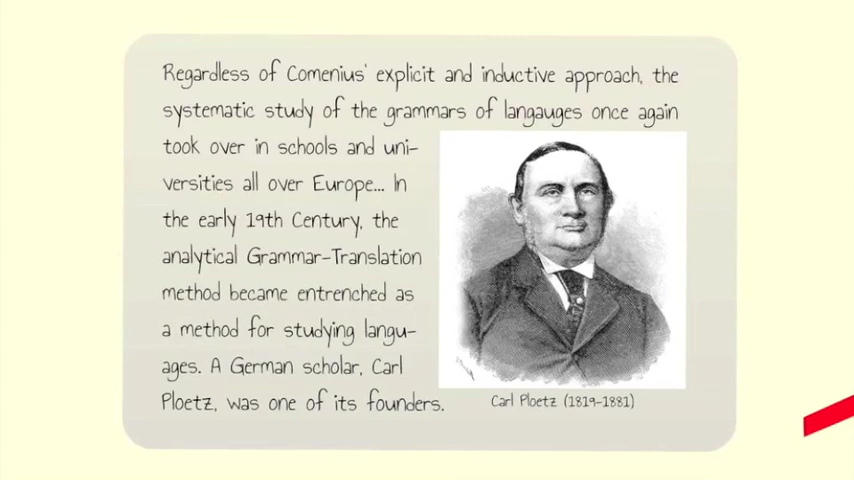 Regardless of Comenius' explicit and inductive approach, the
systematic study of the grammars of langauges once again
took over in schools and uni-
versities all over Europe... In
the early 19th Century, the
analytical Grammar-Translation
method became entrenched as
a method for studying langu-
ages. A German scholar, Carl
Ploetz, was one of its founders.
Carl Ploetz (1819-1881)